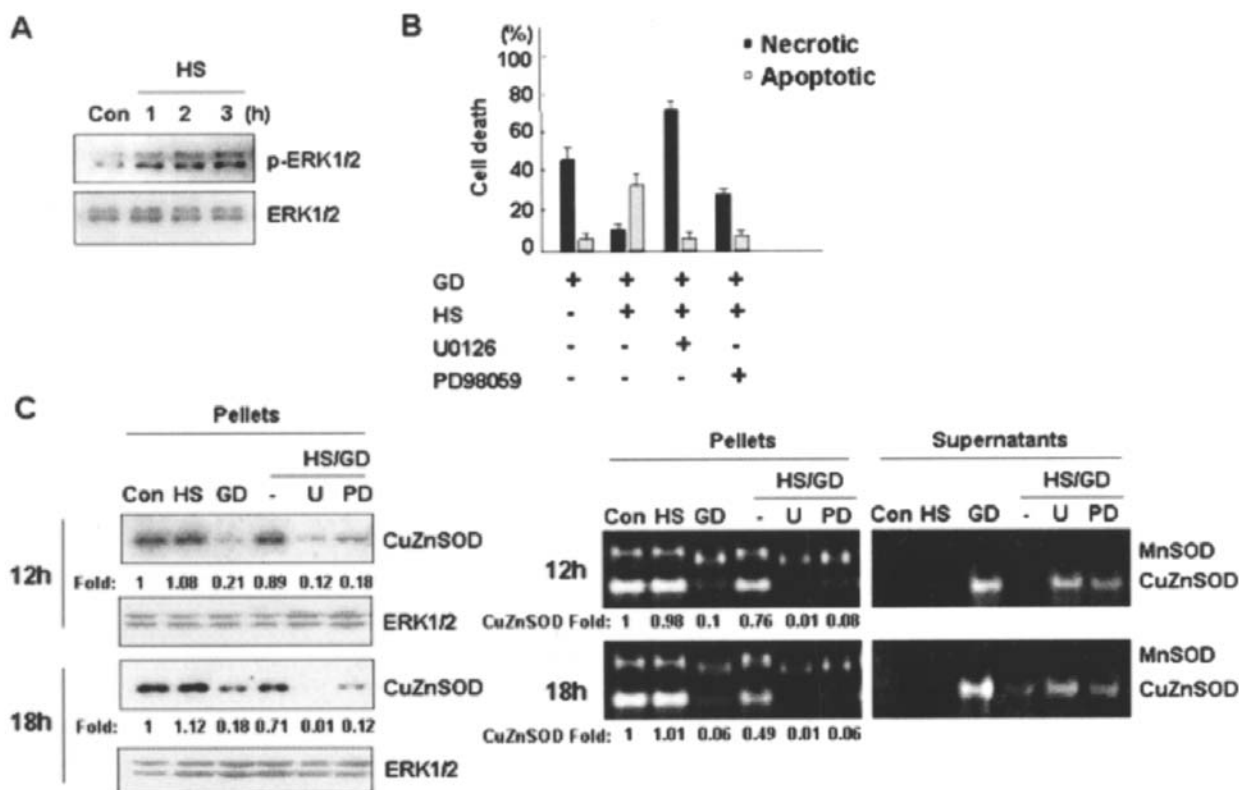 A
HS
Con 1 2 3 (h)
p-ERK1/2
ERK1/2
B
(%)
100
80
60
40
20
0
Cell death
Necrotic
Apoptotic
GD + + + +
HS - + + +
U0126 - - + -
PD98059 - - - +
C
Pellets
HS/GD
Con HS GD - U PD
12h
CuZnSOD
Fold: 1 1.08 0.21 0.89 0.12 0.18
ERK1/2
18h
CuZnSOD
Fold: 1 1.12 0.18 0.71 0.01 0.12
ERK1/2
Pellets Supernatants
HS/GD HS/GD
Con HS GD - U PD Con HS GD - U PD
12h
MnSOD
CuZnSOD
CuZnSOD Fold: 1 0.98 0.1 0.76 0.01 0.08
18h
MnSOD
CuZnSOD
CuZnSOD Fold: 1 1.01 0.06 0.49 0.01 0.06